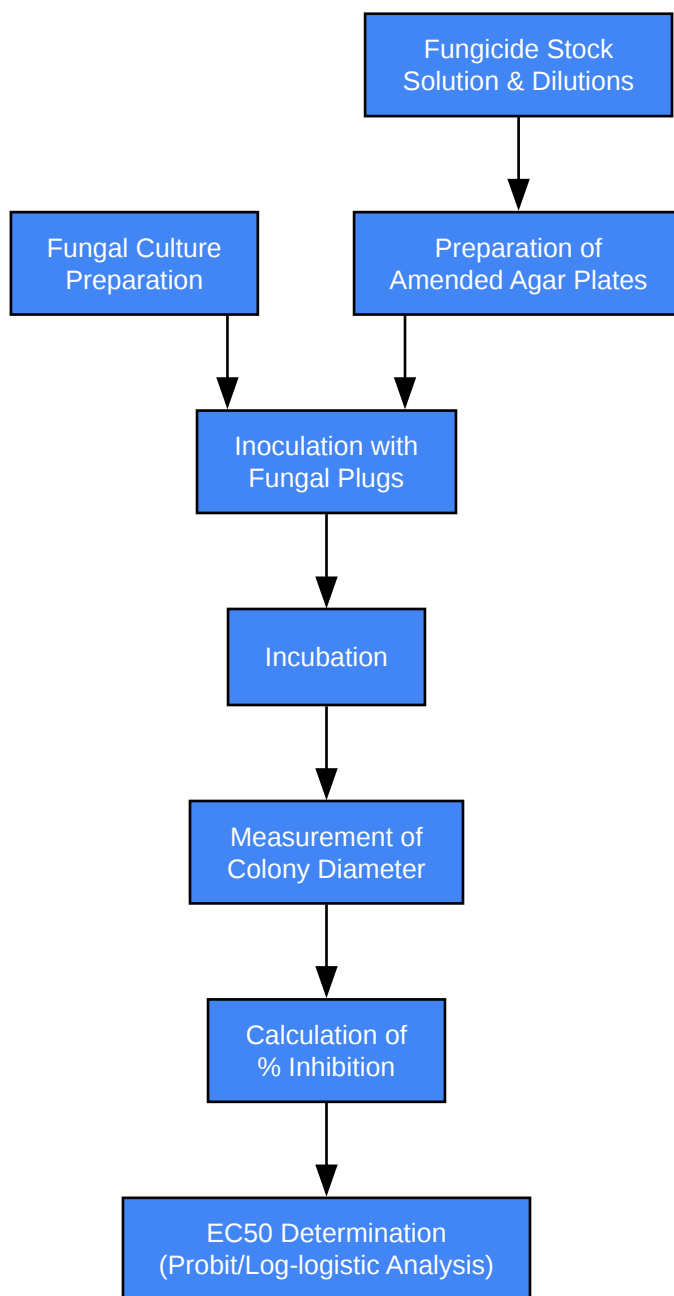 Fungicide Stock
Solution & Dilutions
Fungal Culture
Preparation
Preparation of
Amended Agar Plates
Inoculation with
Fungal Plugs
Incubation
Measurement of
Colony Diameter
Calculation of
% Inhibition
EC50 Determination
(Probit/Log-logistic Analysis)